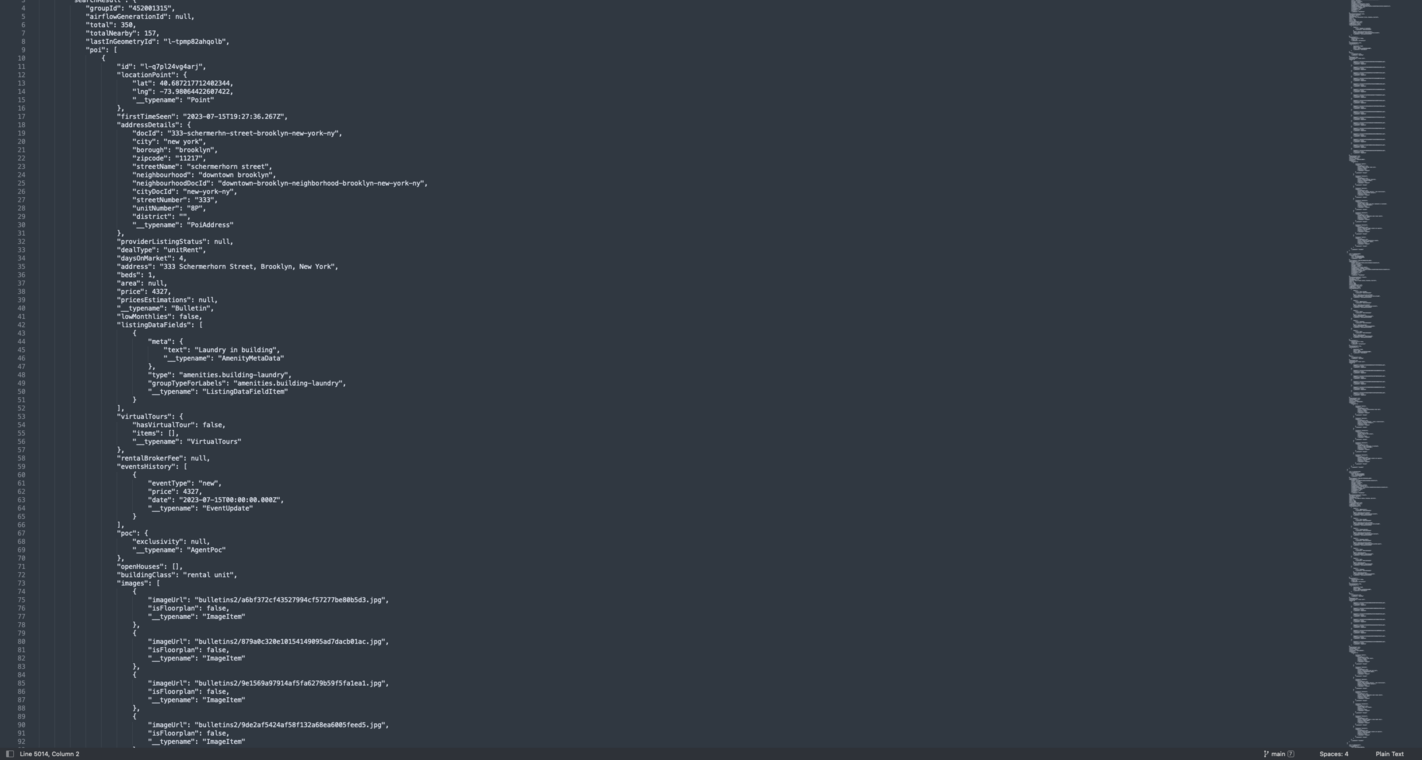 4 "groupId": "452001315",
5 "airflowGenerationId": null,
6 "total": 350,
7 "totalNearby": 157,
8 "lastInGeometryId": "l-tpmp82ahqolb",
9 "poi": [
10 {
11 "id": "l-q7pl24vg4arj",
12 "locationPoint": {
13 "lat": 40.687217712402344,
14 "lng": -73.98064422607422,
15 "__typename": "Point"
16 },
17 "firstTimeSeen": "2023-07-15T19:27:36.267Z",
18 "addressDetails": {
19 "docId": "333-schermerhn-street-brooklyn-new-york-ny",
20 "city": "new york",
21 "borough": "brooklyn",
22 "zipcode": "11217",
23 "streetName": "schermerhorn street",
24 "neighbourhood": "downtown brooklyn",
25 "neighbourhoodDocId": "downtown-brooklyn-neighborhood-brooklyn-new-york-ny",
26 "cityDocId": "new-york-ny",
27 "streetNumber": "333",
28 "unitNumber": "8P",
29 "district": "",
30 "__typename": "PoiAddress"
31 },
32 "providerListingStatus": null,
33 "dealType": "unitRent",
34 "daysOnMarket": 4,
35 "address": "333 Schermerhorn Street, Brooklyn, New York",
36 "beds": 1,
37 "area": null,
38 "price": 4327,
39 "pricesEstimations": null,
40 "__typename": "Bulletin",
41 "lowMonthlies": false,
42 "listingDataFields": [
43 {
44 "meta": {
45 "text": "Laundry in building",
46 "__typename": "AmenityMetaData"
47 },
48 "type": "amenities.building-laundry",
49 "groupTypeForLabels": "amenities.building-laundry",
50 "__typename": "ListingDataFieldItem"
51 }
52 ],
53 "virtualTours": {
54 "hasVirtualTour": false,
55 "items": [],
56 "__typename": "VirtualTours"
57 },
58 "rentalBrokerFee": null,
59 "eventsHistory": [
60 {
61 "eventType": "new",
62 "price": 4327,
63 "date": "2023-07-15T00:00:00.000Z",
64 "__typename": "EventUpdate"
65 }
66 ],
67 "poc": {
68 "exclusivity": null,
69 "__typename": "AgentPoc"
70 },
71 "openHouses": [],
72 "buildingClass": "rental unit",
73 "images": [
74 {
75 "imageUrl": "bulletins2/a6bf372cf43527994cf57277be80b5d3.jpg",
76 "isFloorplan": false,
77 "__typename": "ImageItem"
78 },
79 {
80 "imageUrl": "bulletins2/879a0c320e10154149095ad7dacb01ac.jpg",
81 "isFloorplan": false,
82 "__typename": "ImageItem"
83 },
84 {
85 "imageUrl": "bulletins2/9e1569a97914af5fa6279b59f5fa1ea1.jpg",
86 "isFloorplan": false,
87 "__typename": "ImageItem"
88 },
89 {
90 "imageUrl": "bulletins2/9de2af5424af58f132a68ea6005feed5.jpg",
91 "isFloorplan": false,
92 "__typename": "ImageItem"
Line 5014, Column 2
main
Spaces: 4
Plain Text